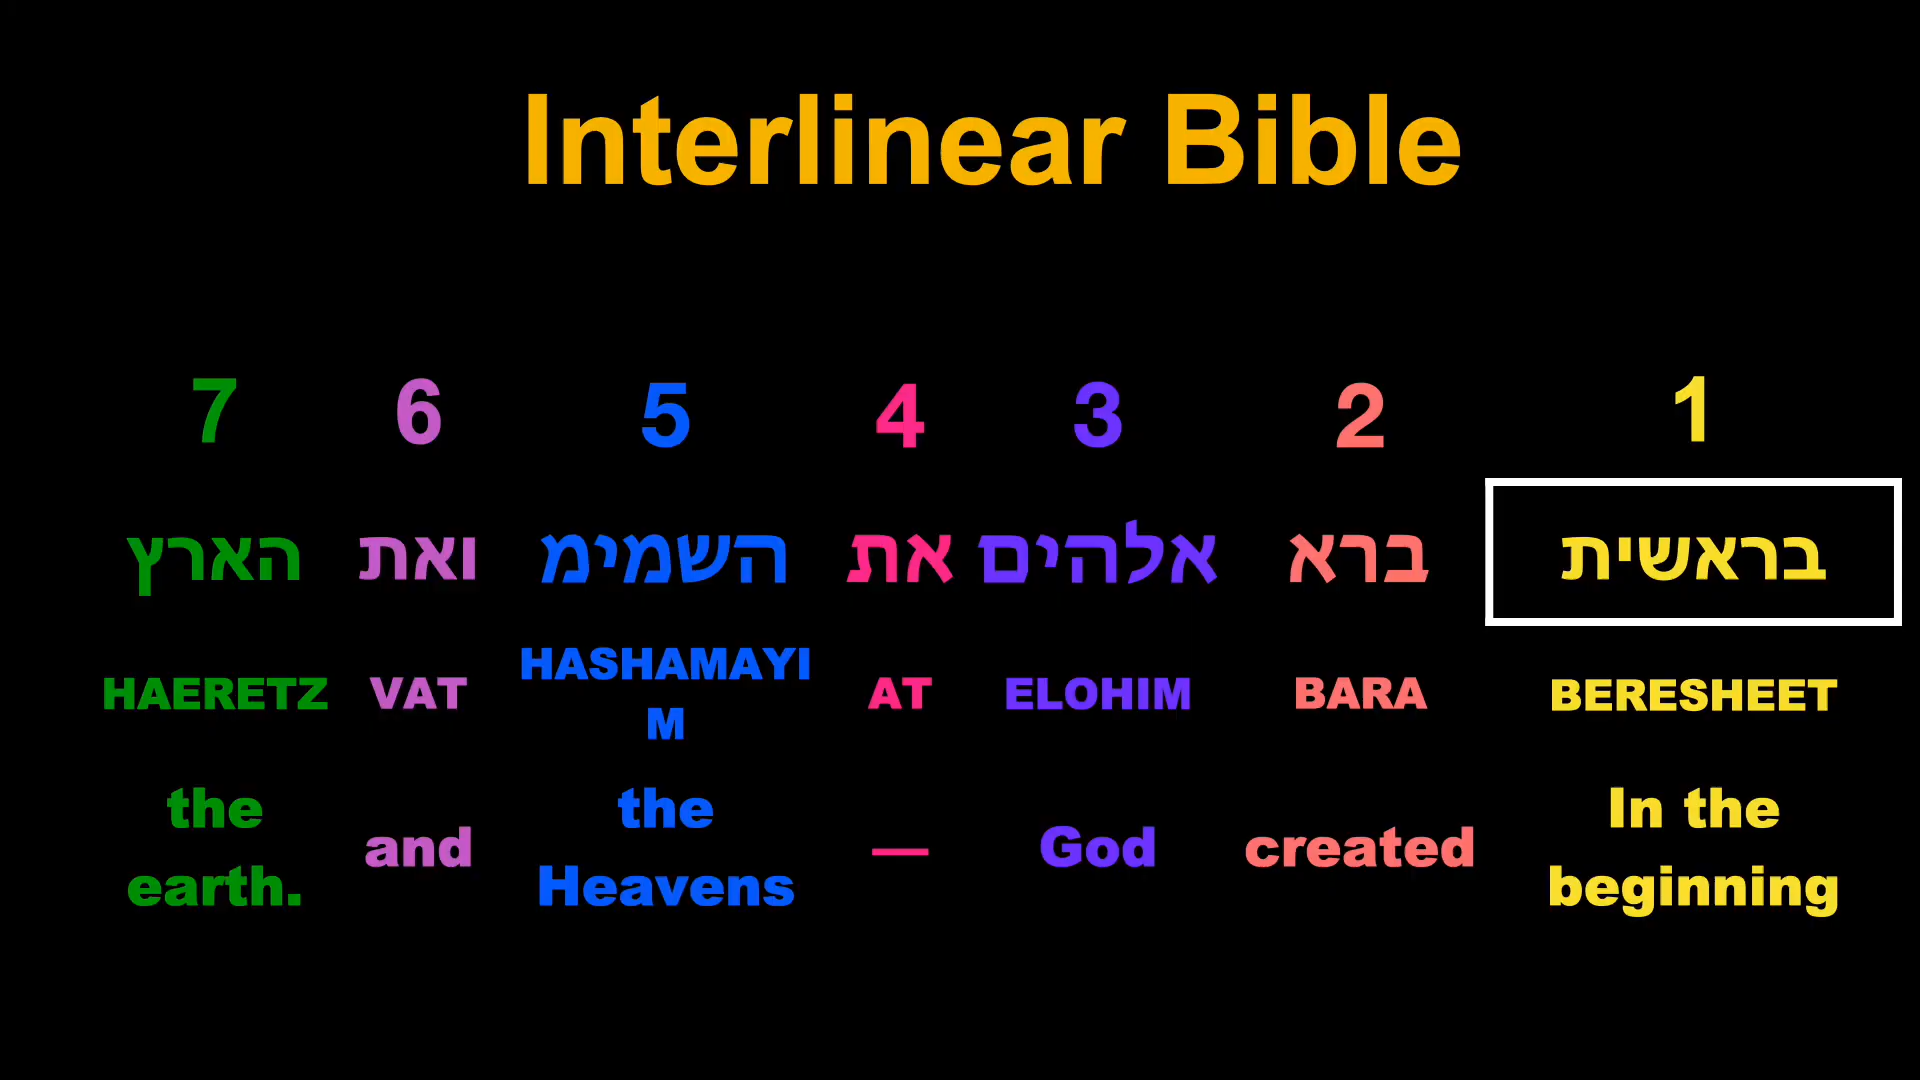 Interlinear Bible
7 6 5 4 3 2 1
בראשית ברא אלהים את השמימ ואת הארץ
HAERETZ VAT HASHAMAYI AT ELOHIM BARA BERESHEET
M
the the In the
and — God created
earth. Heavens beginning